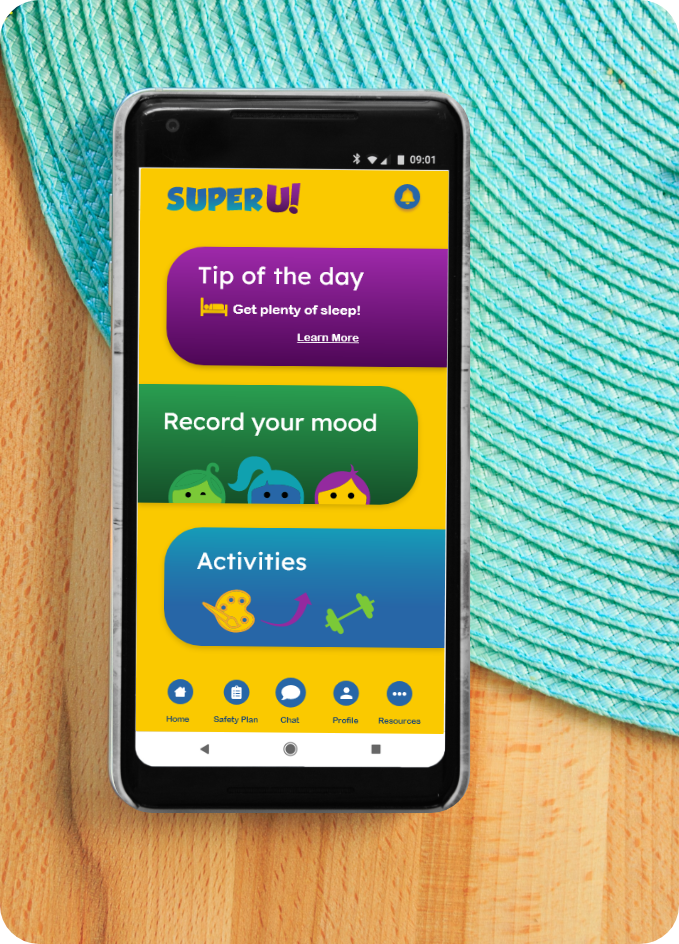 09:01
SUPER U!
Tip of the day
Get plenty of sleep!
Learn More
Record your mood
Activities
Home Safety Plan Chat Profile Resources